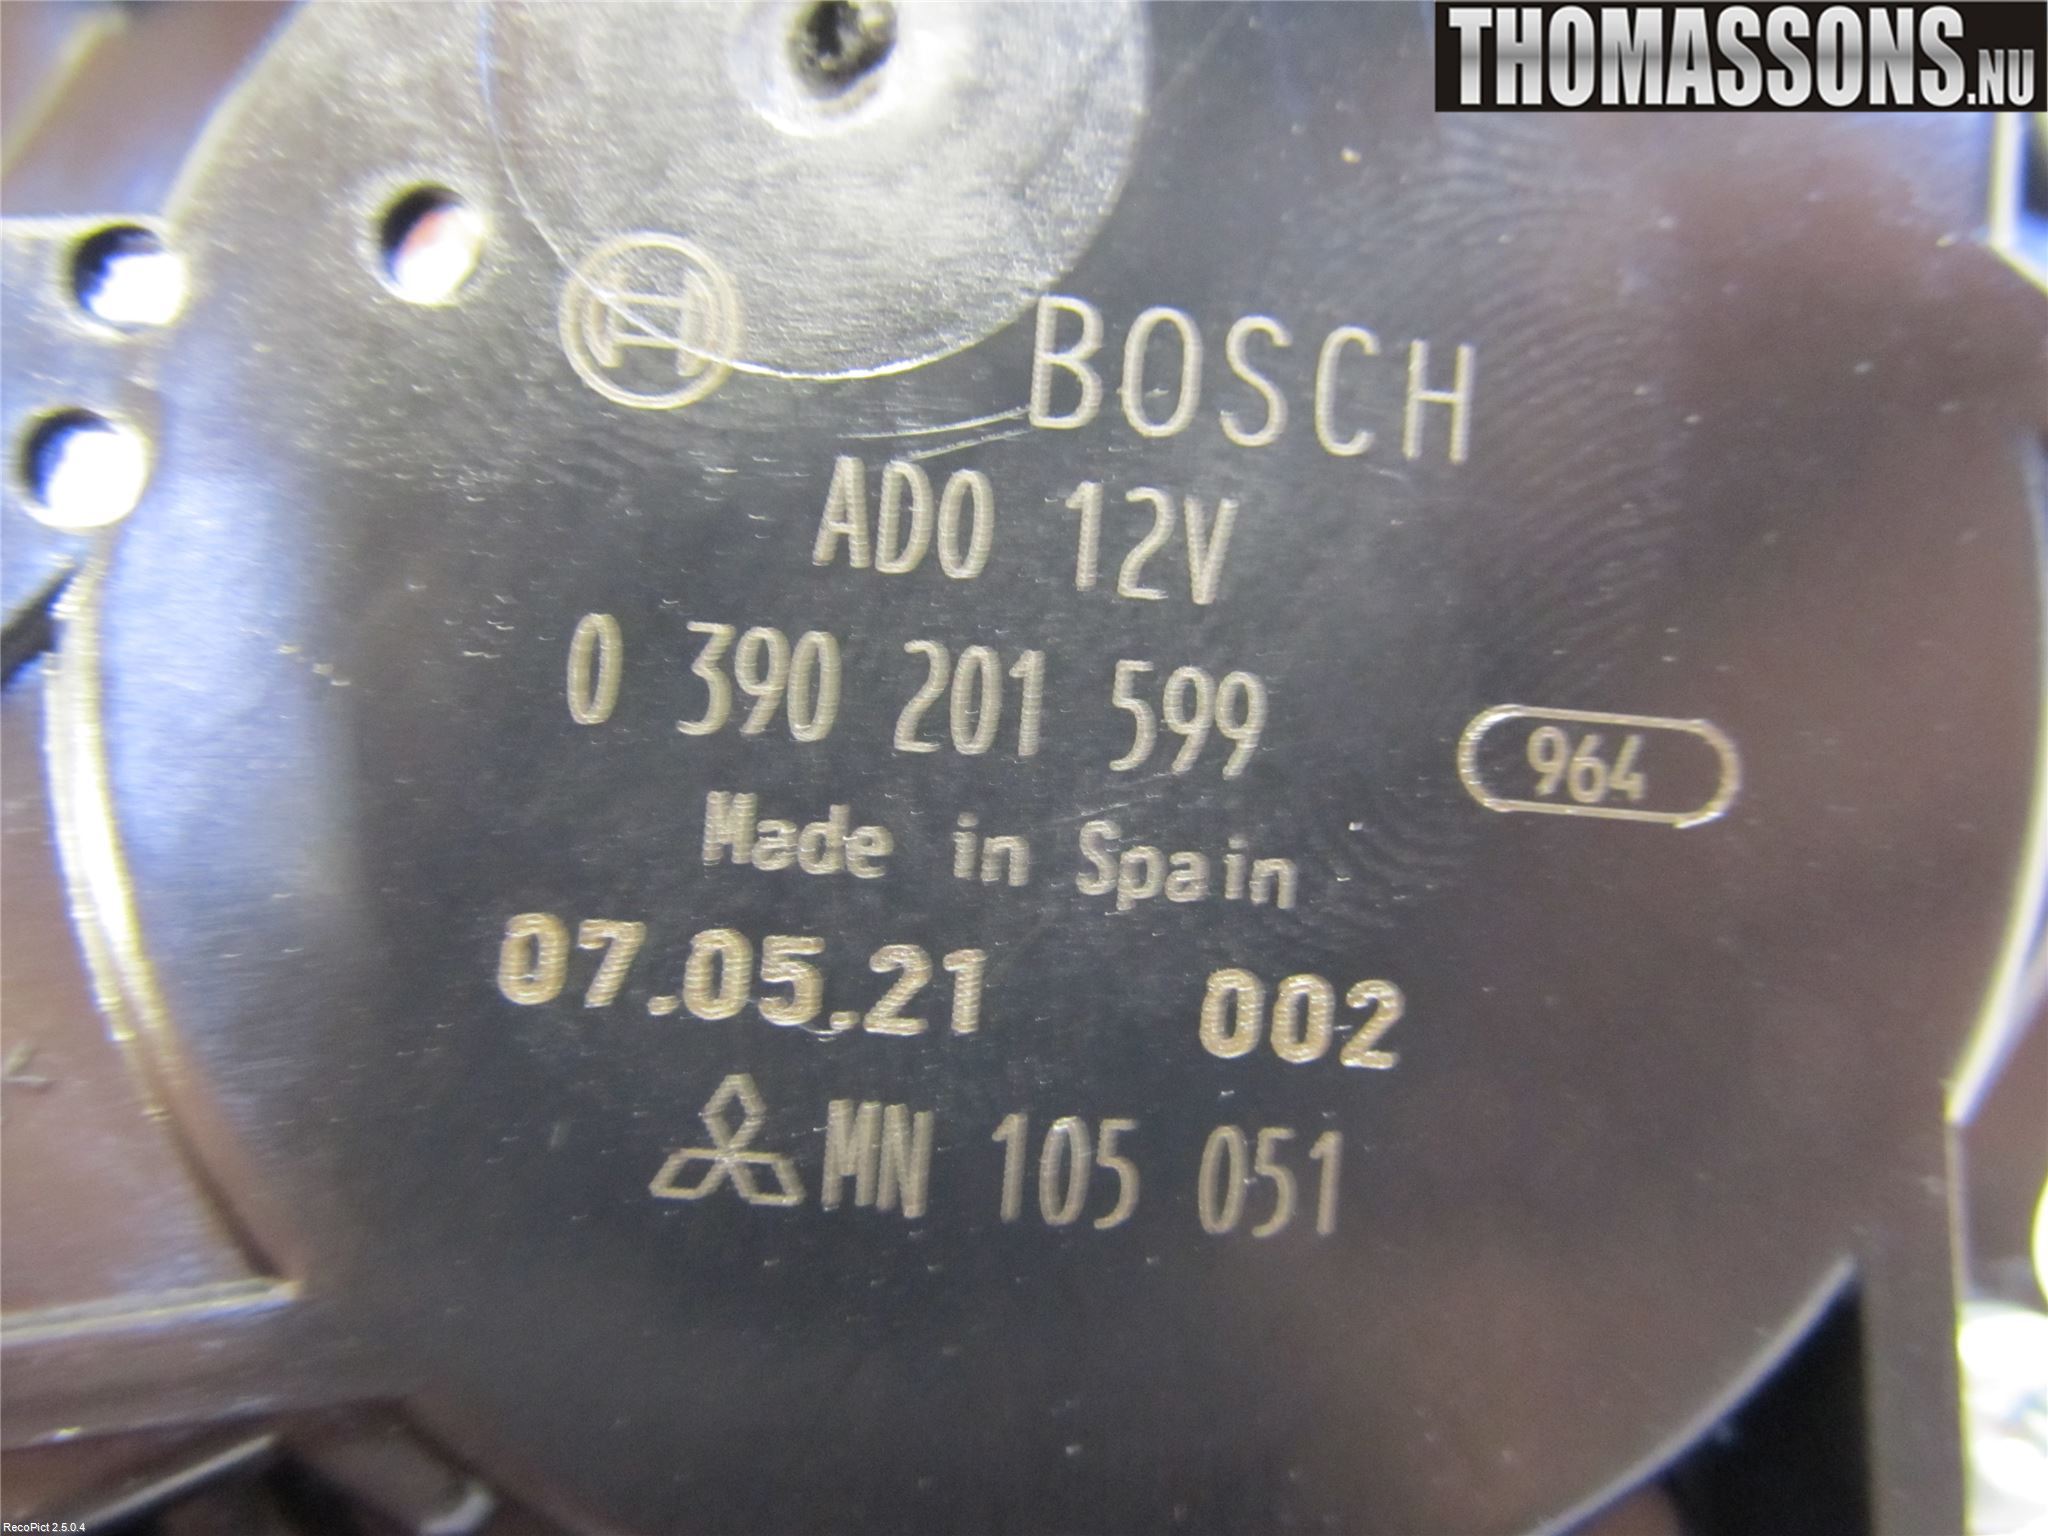 THOMASSONS.NU
BOSCH
ADO 12V
0 390 201 599
964
Made in Spain
07.05.21 002
MN 105 051
RecoPict 2.5.0.4